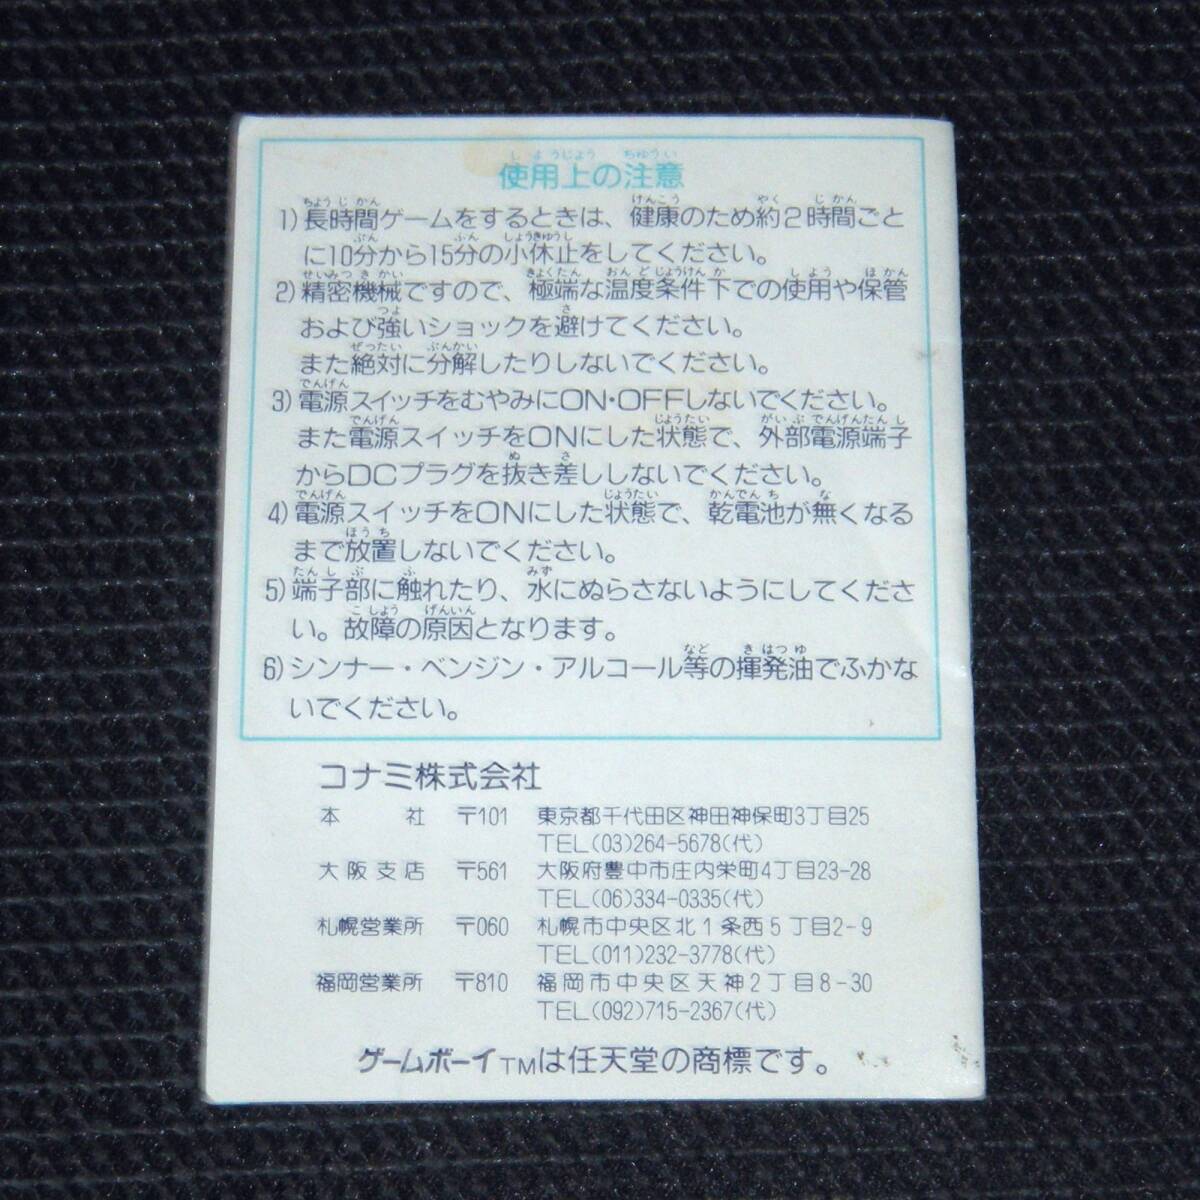 使用上の注意
1)長時間ゲームをするときは、健康のため約2時間ごと
に10分から15分の小休止をしてください。
2)精密機械ですので、極端な温度条件下での使用や保管
および強いショックを避けてください。
また絶対に分解したりしないでください。
3)電源スイッチをむやみにON・OFFしないでください。
また電源スイッチをONにした状態で、外部電源端子
からDCプラグを抜き差ししないでください。
4)電源スイッチをONにした状態で、乾電池が無くなる
まで放置しないでください。
5)端子部に触れたり、水にぬらさないようにしてくださ
い。故障の原因となります。
6)シンナー・ベンジン・アルコール等の揮発油でふかな
いでください。
コナミ株式会社
本社 〒101 東京都千代田区神田神保町3丁目25
TEL(03)264-5678(代)
大阪支店 〒561 大阪府豊中市庄内栄町4丁目23-28
TEL(06)334-0335(代)
札幌営業所 〒060 札幌市中央区北1条西5丁目2-9
TEL(011)232-3778(代)
福岡営業所 〒810 福岡市中央区天神2丁目8-30
TEL(092)715-2367(代)
ゲームボーイTMは任天堂の商標です。